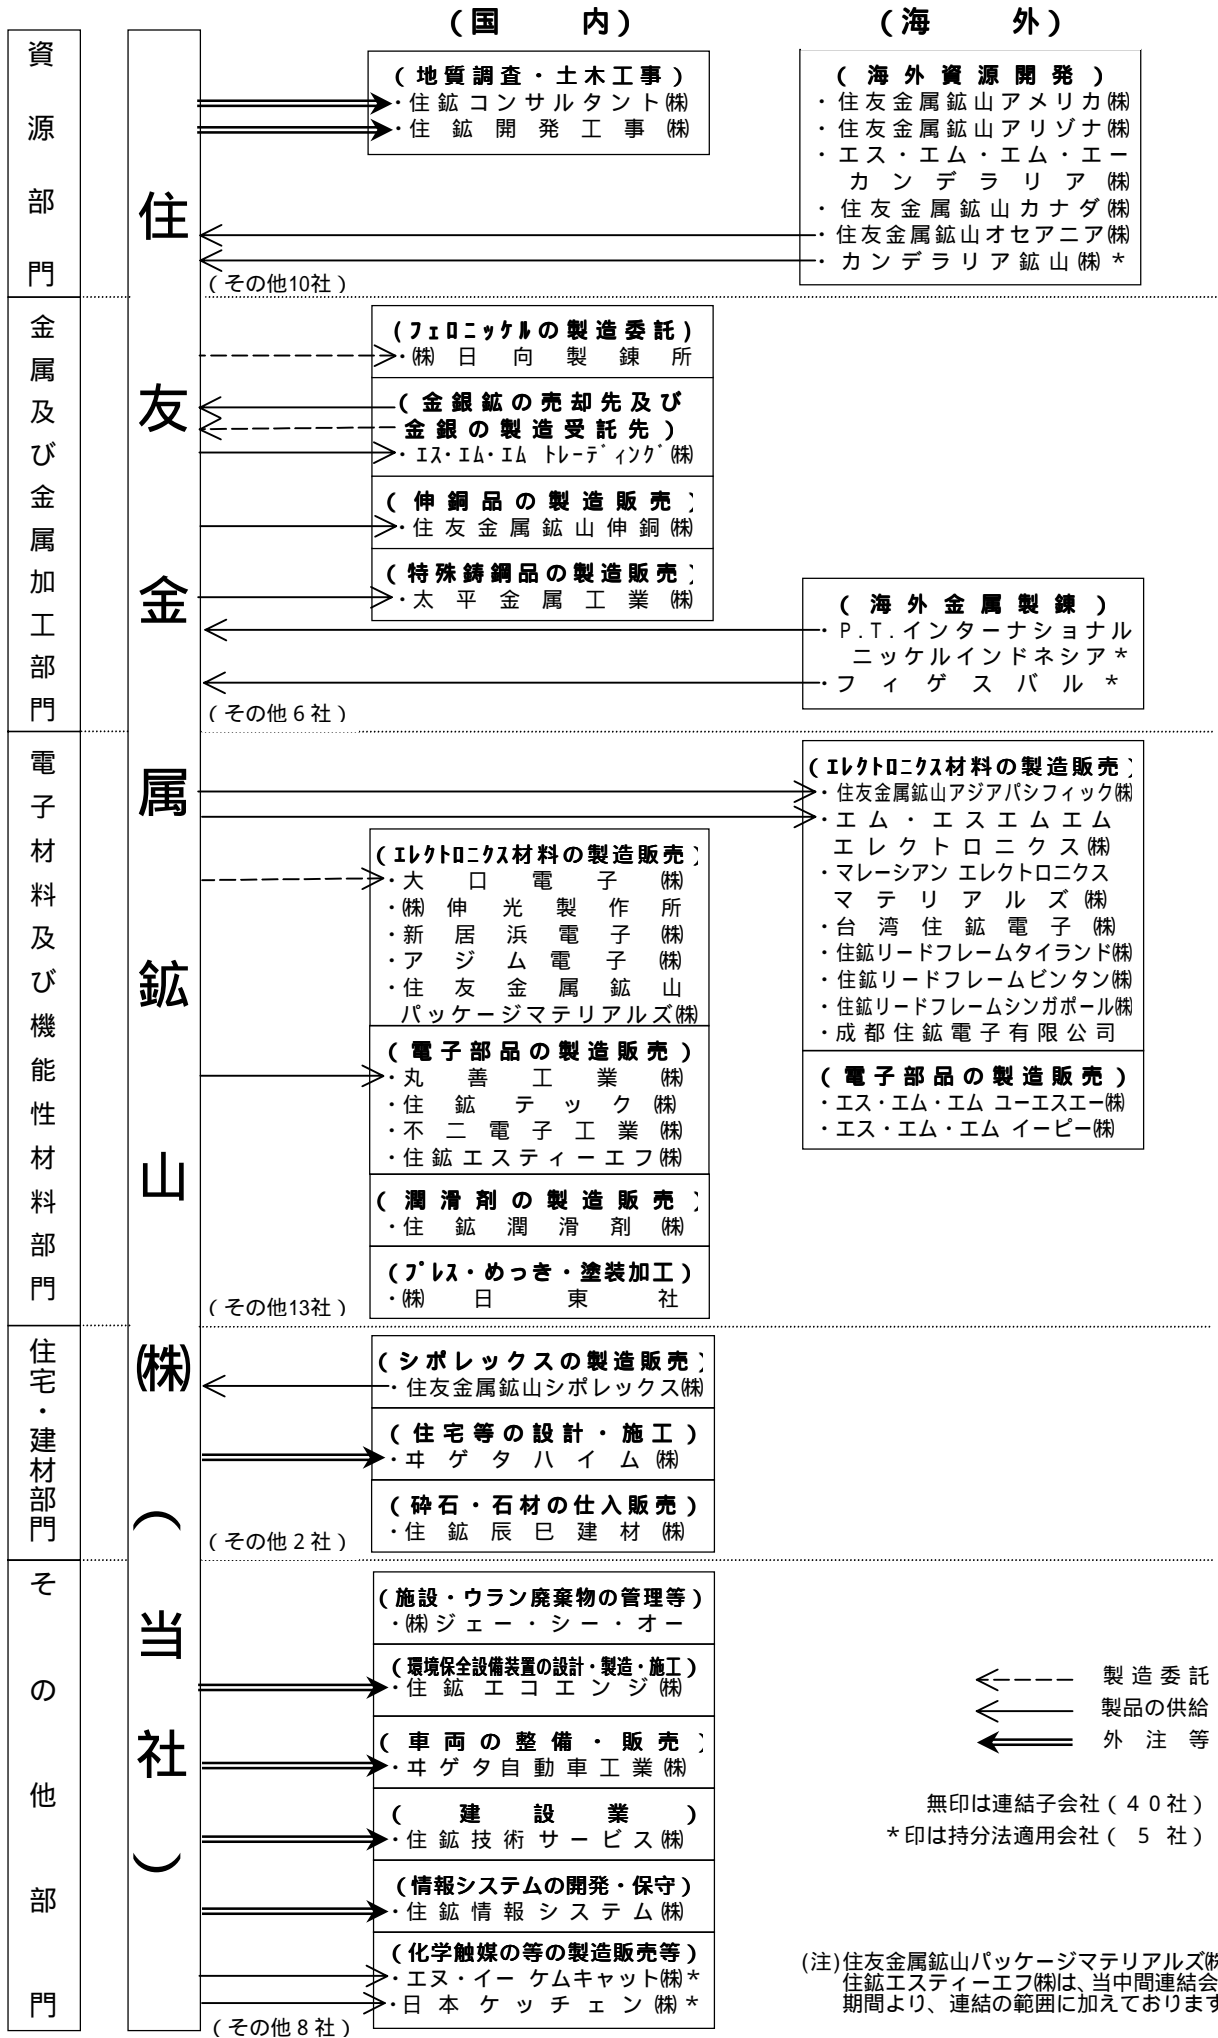 (国　内)
(海　外)
資源部門
住友金属鉱山㈱(当社)
(地質調査・土木工事)
・住鉱コンサルタント㈱
・住鉱開発工事㈱
(海外資源開発)
・住友金属鉱山アメリカ㈱
・住友金属鉱山アリゾナ㈱
・エス・エム・エム・エー
カンデラリア㈱
・住友金属鉱山カナダ㈱
・住友金属鉱山オセアニア㈱
・カンデラリア鉱山㈱*
(その他10社)
金属及び金属加工部門
(フェロニッケルの製造委託)
・㈱日向製錬所
(金銀鉱の売却先及び
金銀の製造受託先)
・エス・エム・エム トレーディング㈱
(伸銅品の製造販売)
・住友金属鉱山伸銅㈱
(特殊鋳鋼品の製造販売)
・太平金属工業㈱
(海外金属製錬)
・P.T.インターナショナル
ニッケルインドネシア*
・フィゲスバル*
(その他6社)
電子材料及び機能性材料部門
(エレクトロニクス材料の製造販売)
・大口電子㈱
・㈱伸光製作所
・新居浜電子㈱
・アジム電子㈱
・住友金属鉱山
パッケージマテリアルズ㈱
(電子部品の製造販売)
・丸善工業㈱
・住鉱テック㈱
・不二電子工業㈱
・住鉱エスティーエフ㈱
(潤滑剤の製造販売)
・住鉱潤滑剤㈱
(プレス・めっき・塗装加工)
・㈱日東社
(エレクトロニクス材料の製造販売)
・住友金属鉱山アジアパシフィック㈱
・エム・エスエムエム
エレクトロニクス㈱
・マレーシアン エレクトロニクス
マテリアルズ㈱
・台湾住鉱電子㈱
・住鉱リードフレームタイランド㈱
・住鉱リードフレームビンタン㈱
・住鉱リードフレームシンガポール㈱
・成都住鉱電子有限公司
(電子部品の製造販売)
・エス・エム・エム ユーエスエー㈱
・エス・エム・エム イーピー㈱
(その他13社)
住宅・建材部門
(シポレックスの製造販売)
・住友金属鉱山シポレックス㈱
(住宅等の設計・施工)
・ヰゲタハイム㈱
(砕石・石材の仕入販売)
・住鉱辰巳建材㈱
(その他2社)
その他部門
(施設・ウラン廃棄物の管理等)
・㈱ジェー・シー・オー
(環境保全設備装置の設計・製造・施工)
・住鉱エコエンジ㈱
(車両の整備・販売)
・ヰゲタ自動車工業㈱
(建設業)
・住鉱技術サービス㈱
(情報システムの開発・保守)
・住鉱情報システム㈱
(化学触媒の等の製造販売等)
・エヌ・イー ケムキャット㈱*
・日本ケッチェン㈱*
(その他8社)
製造委託
製品の供給
外注等
無印は連結子会社(40社)
*印は持分法適用会社(5社)
(注)住友金属鉱山パッケージマテリアルズ㈱
住鉱エスティーエフ㈱は、当中間連結会
期間より、連結の範囲に加えております